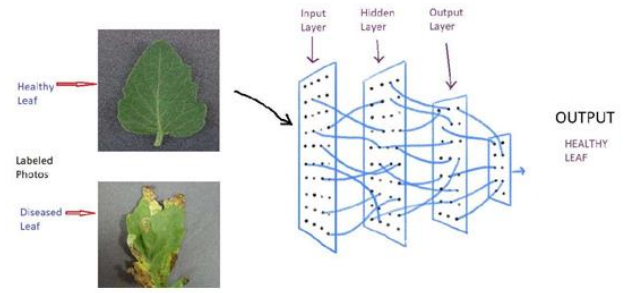 Input
Layer
Hidden
Layer
Output
Layer
Healthy
Leaf
Labeled
Photos
Diseased
Leaf
OUTPUT
HEALTHY
LEAF